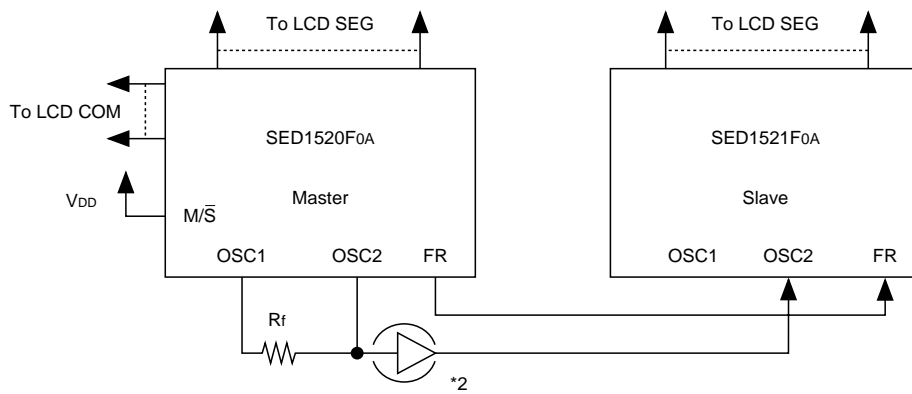 To LCD SEG
To LCD SEG
To LCD COM
SED1520F0A
SED1521F0A
VDD
M/S̅
Master
Slave
OSC1
OSC2
FR
OSC1
OSC2
FR
Rf
*2